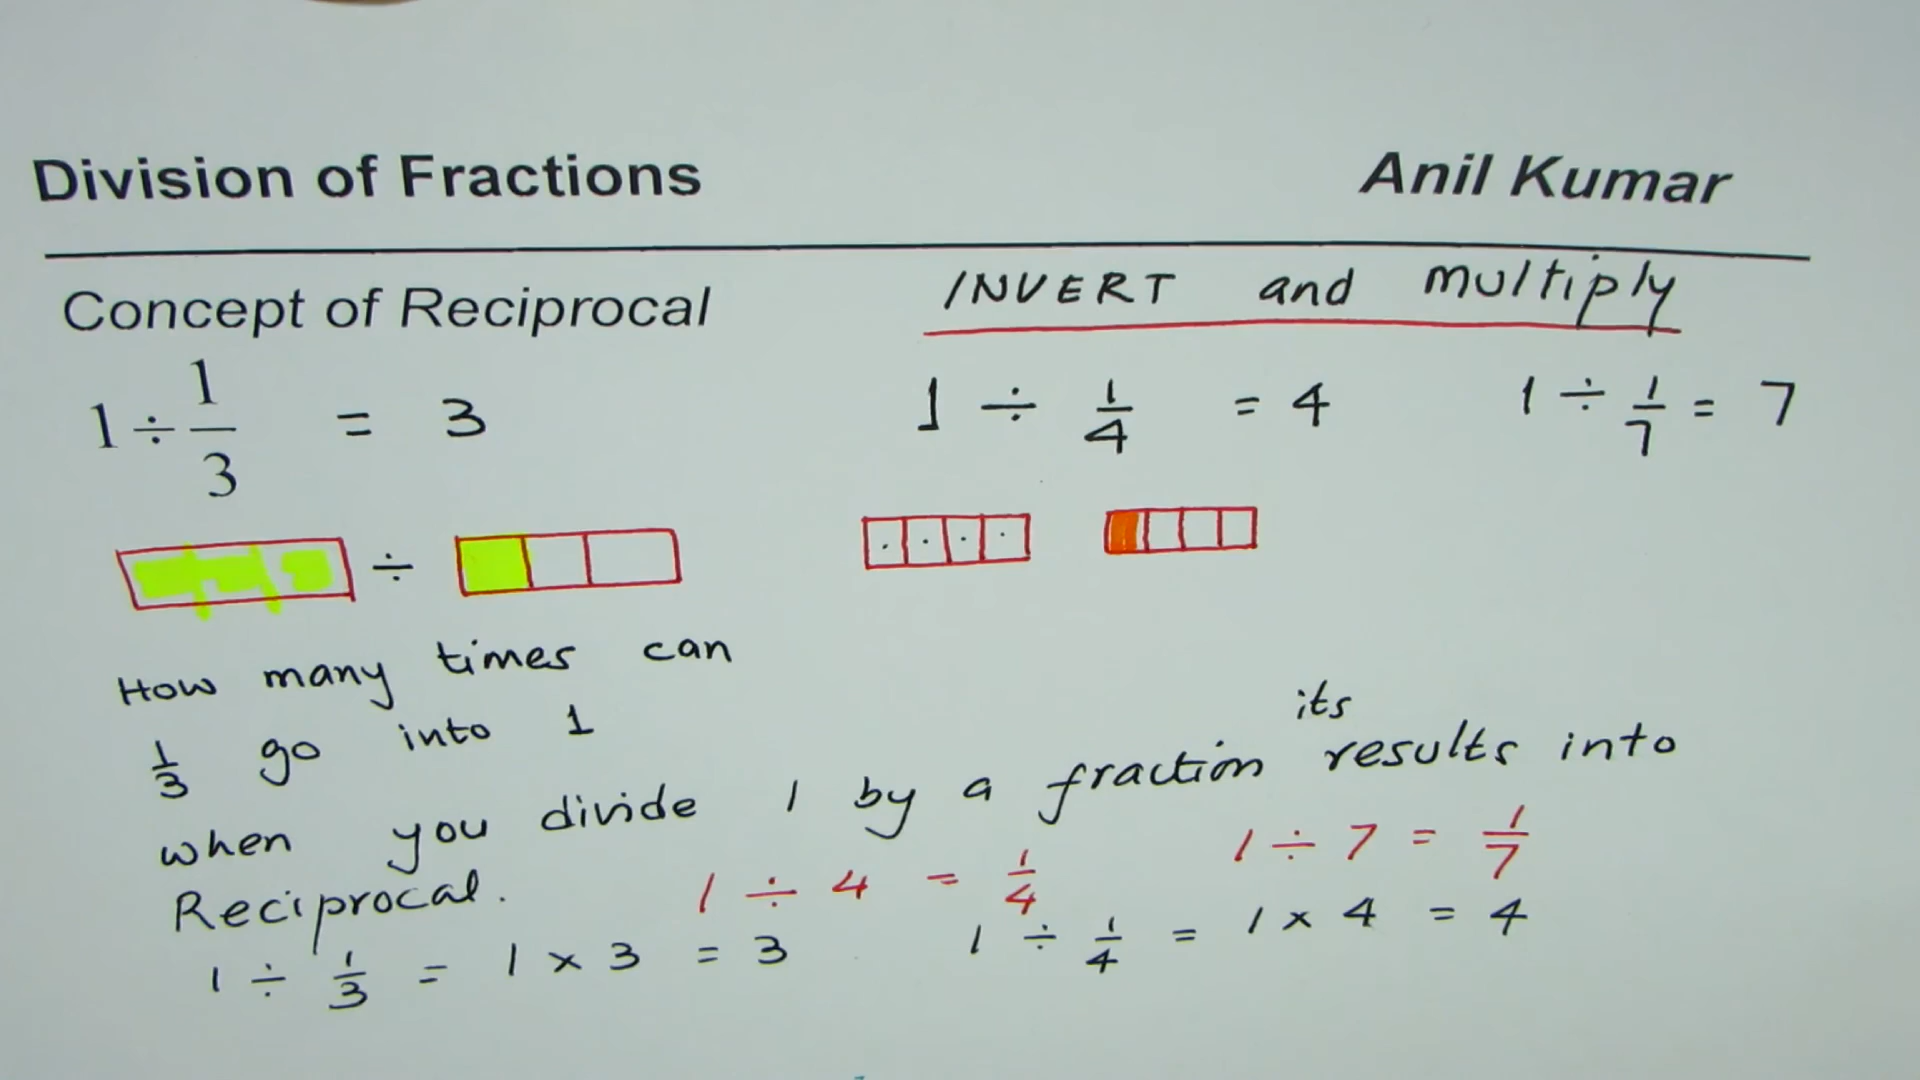 Division of Fractions
Anil Kumar
Concept of Reciprocal
INVERT and multiply
1 ÷ 1/3 = 3
1 ÷ 1/4 = 4
1 ÷ 1/7 = 7
÷
How many times can
1/3 go into 1
when you divide 1 by a fraction its results into
Reciprocal.
1 ÷ 4 = 1/4
1 ÷ 7 = 1/7
1 ÷ 1/3 = 1 × 3 = 3
1 ÷ 1/4 = 1 × 4 = 4